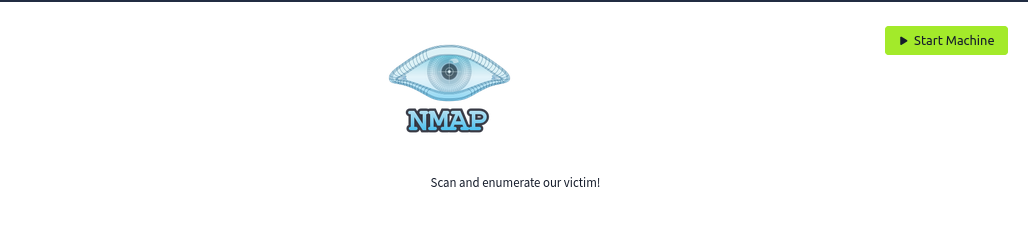 Start Machine
NMAP
Scan and enumerate our victim!